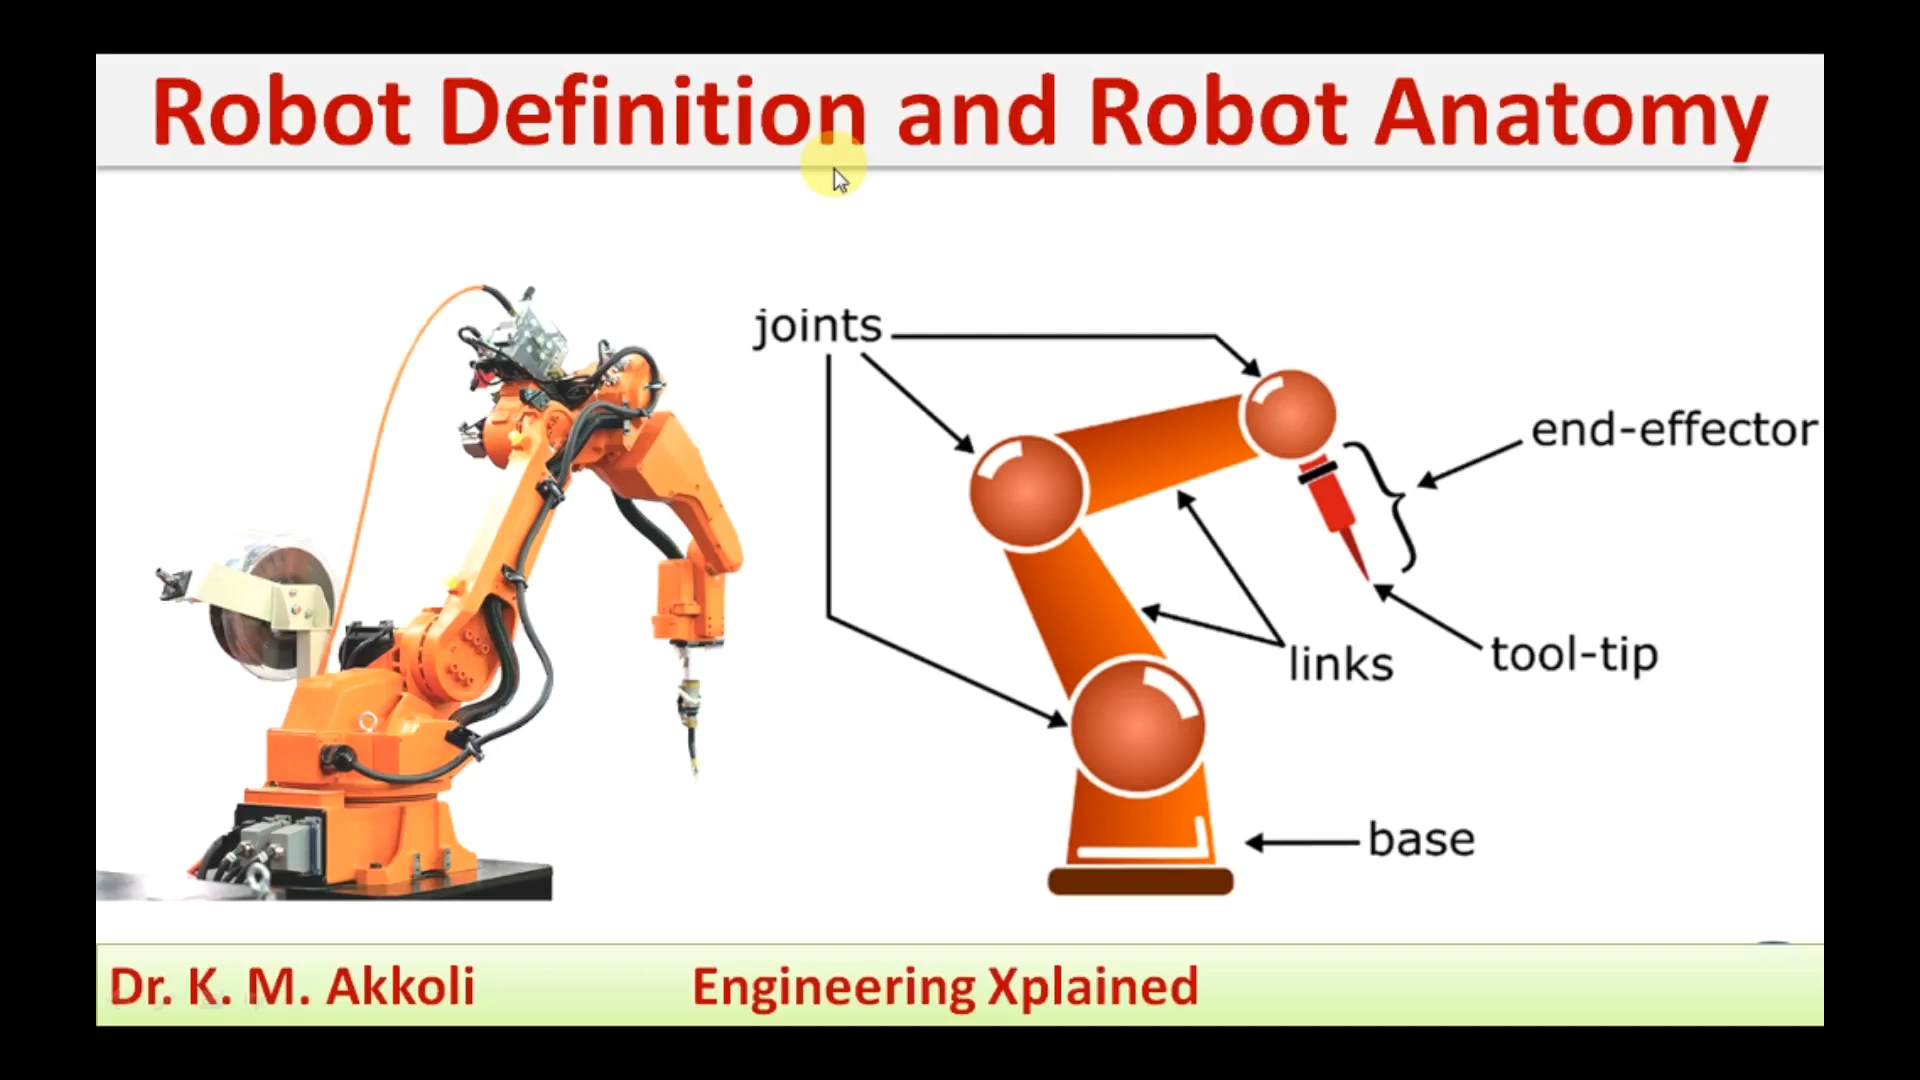 Robot Definition and Robot Anatomy
joints
end-effector
links
tool-tip
base
Dr. K. M. Akkoli
Engineering Xplained